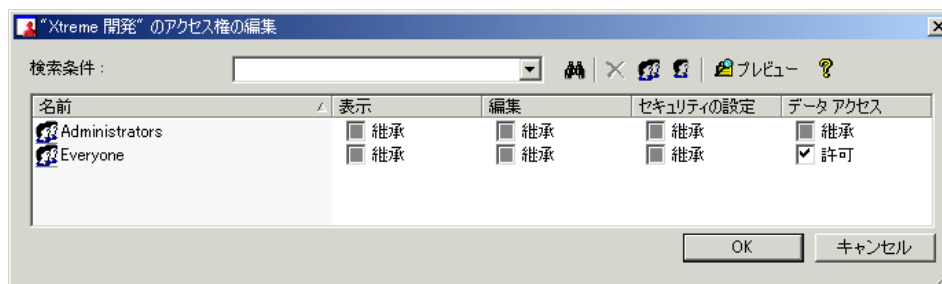 "Xtreme 開発" のアクセス権の編集
検索条件：
プレビュー
名前 表示 編集 セキュリティの設定 データ アクセス
Administrators 継承 継承 継承 継承
Everyone 継承 継承 継承 許可
OK キャンセル